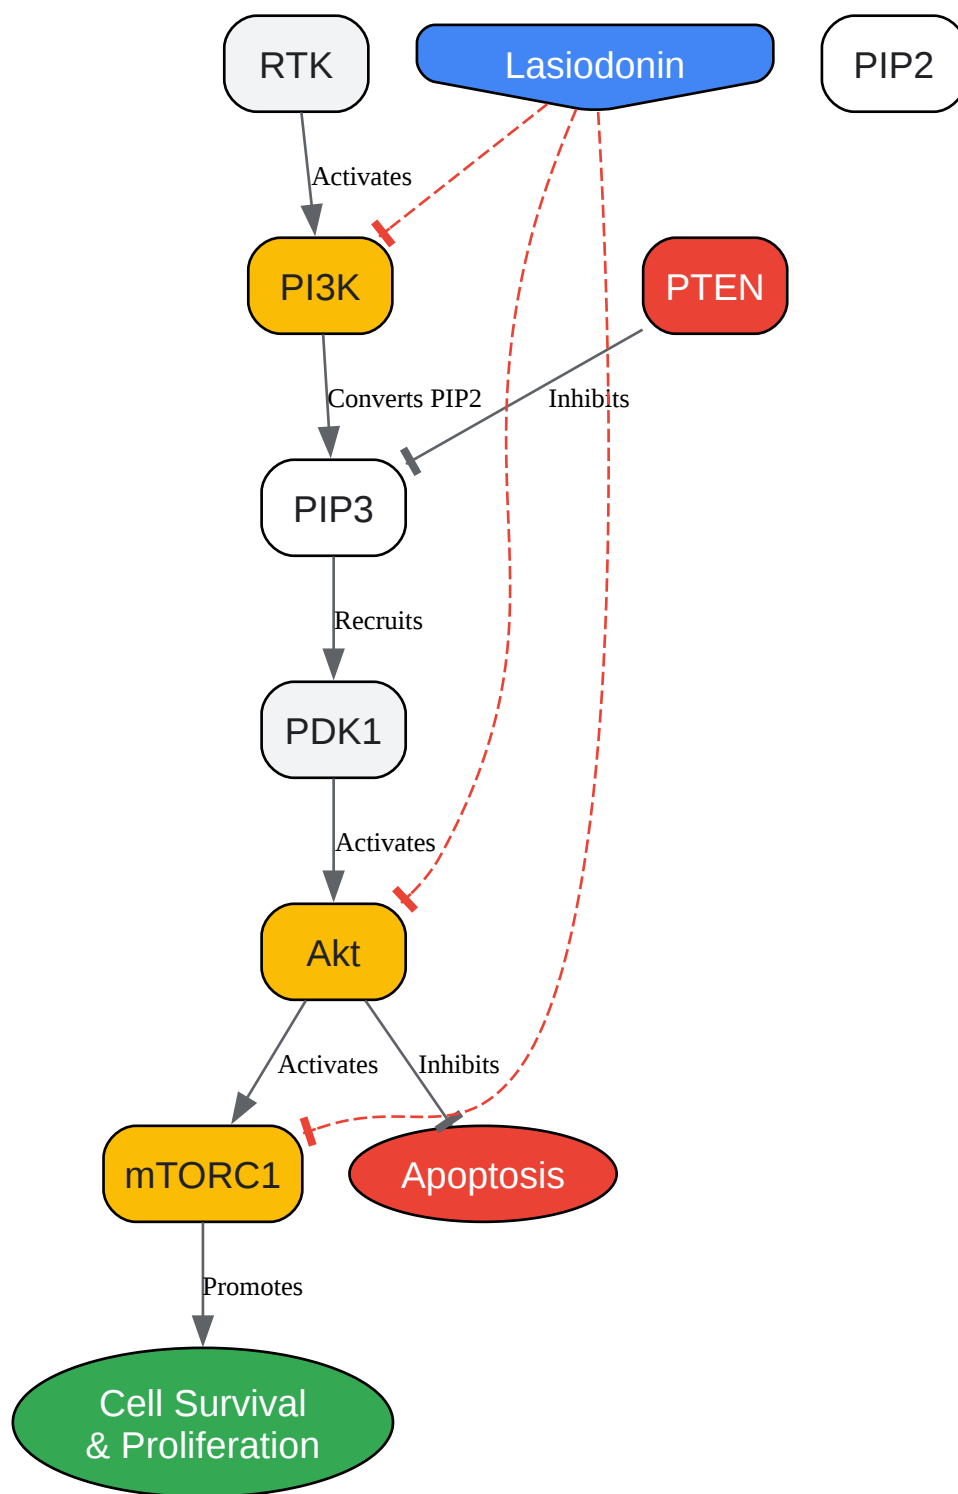 RTK
Lasiodonin
PIP2
Activates
PI3K
PTEN
Converts PIP2
Inhibits
PIP3
Recruits
PDK1
Activates
Akt
Activates
Inhibits
mTORC1
Apoptosis
Promotes
Cell Survival
& Proliferation